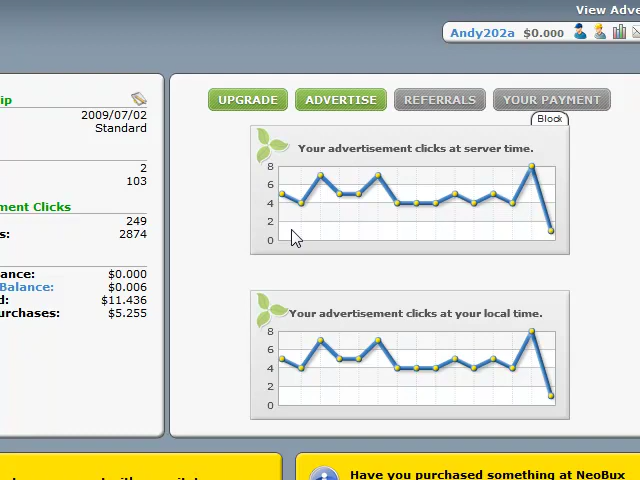 View Adve
Andy202a $0.000
ip
2009/07/02
Standard
2
103
ment Clicks
249
s: 2874
ance: $0.000
Balance: $0.006
d: $11.436
urchases: $5.255
UPGRADE ADVERTISE REFERRALS YOUR PAYMENT
Block
Your advertisement clicks at server time.
8
6
4
2
0
Your advertisement clicks at your local time.
8
6
4
2
0
Have you purchased something at NeoBux